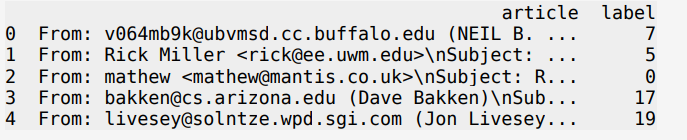 article label
0 From: v064mb9k@ubvmsd.cc.buffalo.edu (NEIL B. ... 7
1 From: Rick Miller <rick@ee.uwm.edu>\nSubject: ... 5
2 From: mathew <mathew@mantis.co.uk>\nSubject: R... 0
3 From: bakken@cs.arizona.edu (Dave Bakken)\nSub... 17
4 From: livesey@solntze.wpd.sgi.com (Jon Livesey... 19